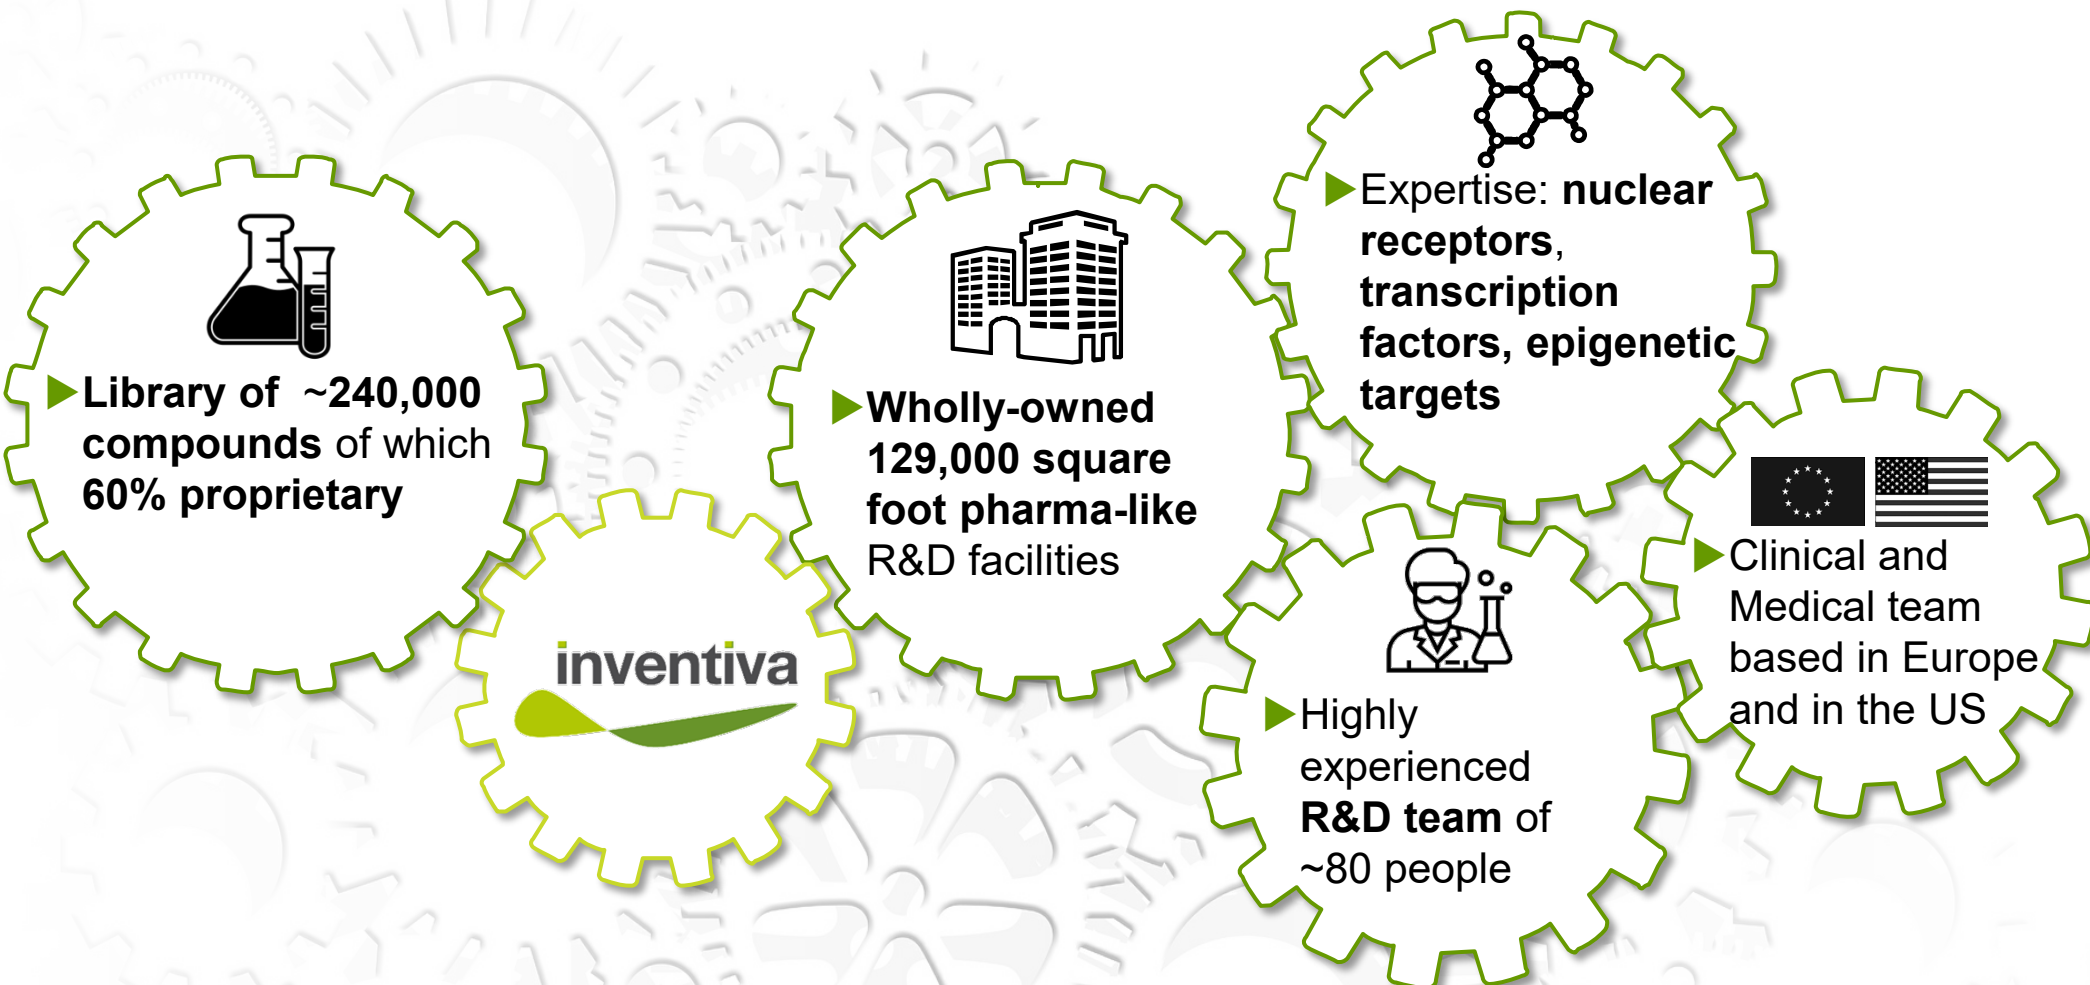 Library of ~240,000
compounds of which
60% proprietary
inventiva
Wholly-owned
129,000 square
foot pharma-like
R&D facilities
Expertise: nuclear
receptors,
transcription
factors, epigenetic
targets
Highly
experienced
R&D team of
~80 people
Clinical and
Medical team
based in Europe
and in the US